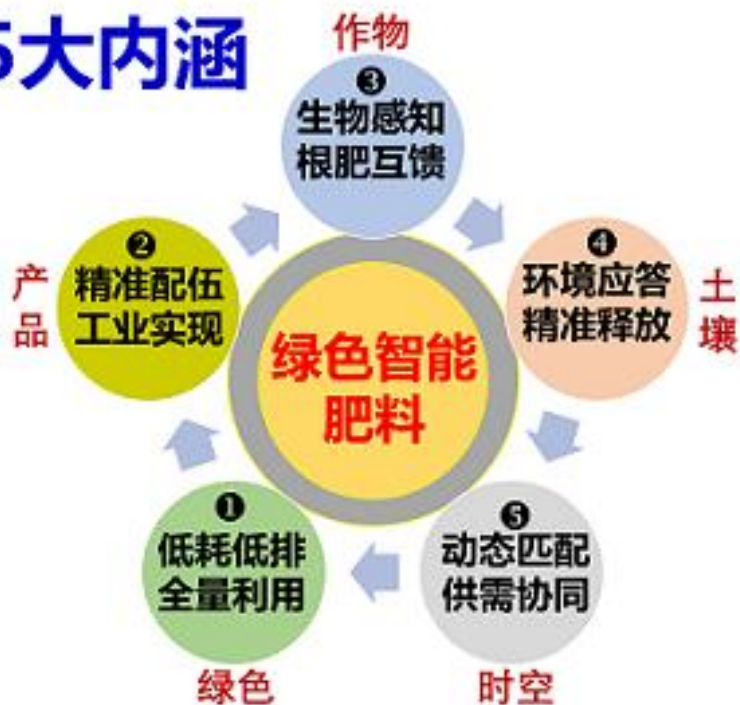 5大内涵
作物
❸
生物感知
根肥互馈
❷
精准配伍
工业实现
产
品
❹
环境应答
精准释放
土
壤
绿色智能
肥料
❶
低耗低排
全量利用
绿色
❺
动态匹配
供需协同
时空